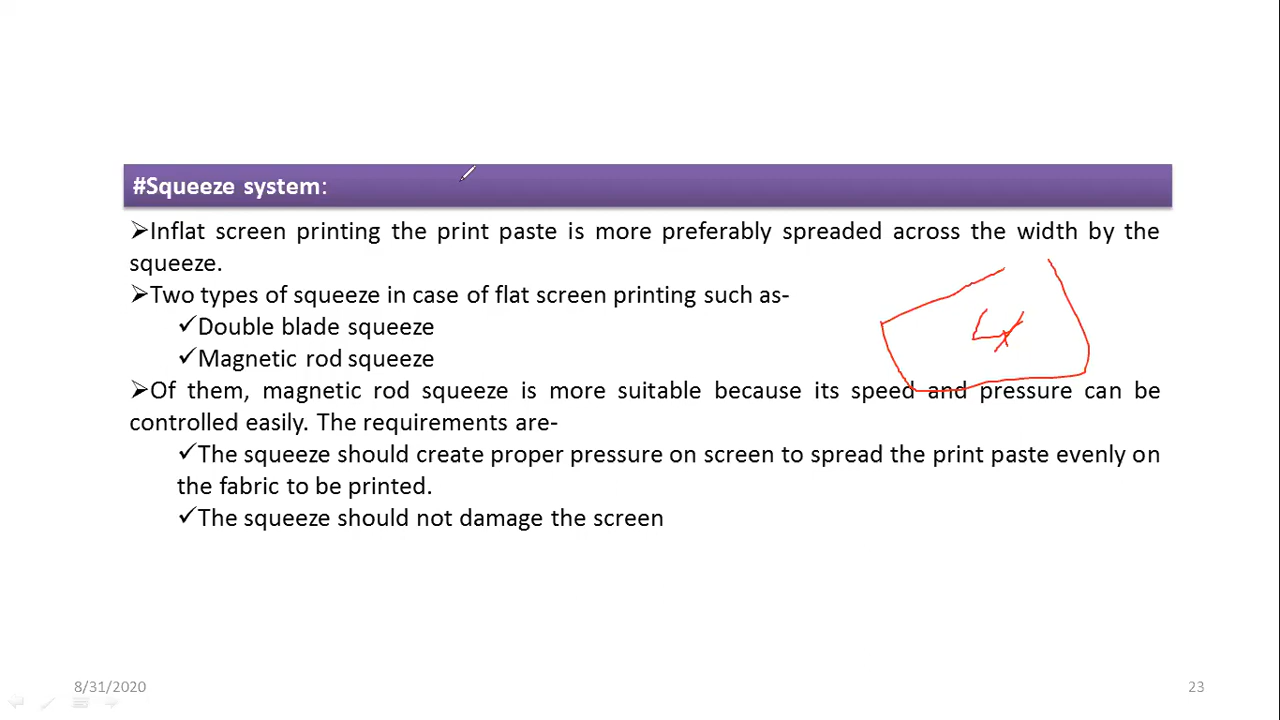 #Squeeze system:
➢Inflat screen printing the print paste is more preferably spreaded across the width by the
squeeze.
➢Two types of squeeze in case of flat screen printing such as-
✓Double blade squeeze
✓Magnetic rod squeeze
➢Of them, magnetic rod squeeze is more suitable because its speed and pressure can be
controlled easily. The requirements are-
✓The squeeze should create proper pressure on screen to spread the print paste evenly on
the fabric to be printed.
✓The squeeze should not damage the screen
8/31/2020
23